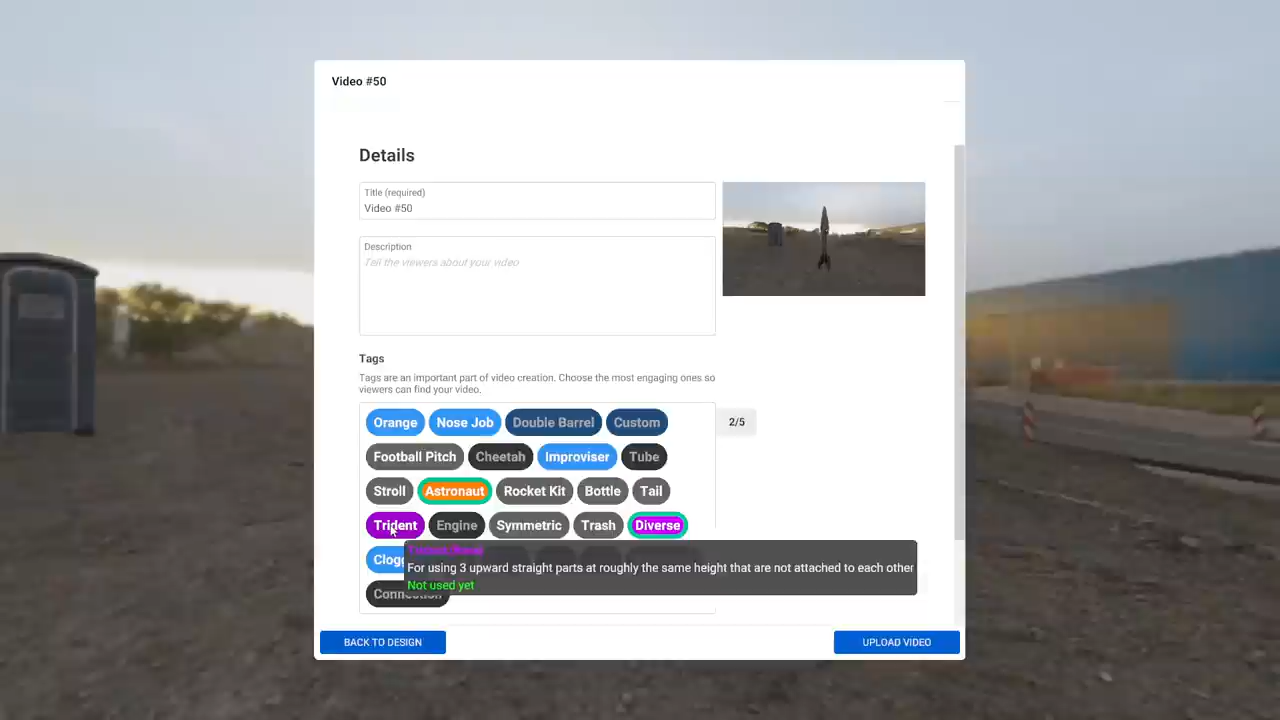 Video #50
Details
Title (required)
Video #50
Description
Tell the viewers about your video
Tags
Tags are an important part of video creation. Choose the most engaging ones so
viewers can find your video.
Orange Nose Job Double Barrel Custom 2/5
Football Pitch Cheetah Improviser Tube
Stroll Astronaut Rocket Kit Bottle Tail
Trident Engine Symmetric Trash Diverse
For using 3 upward straight parts at roughly the same height that are not attached to each other
Not used yet
BACK TO DESIGN UPLOAD VIDEO